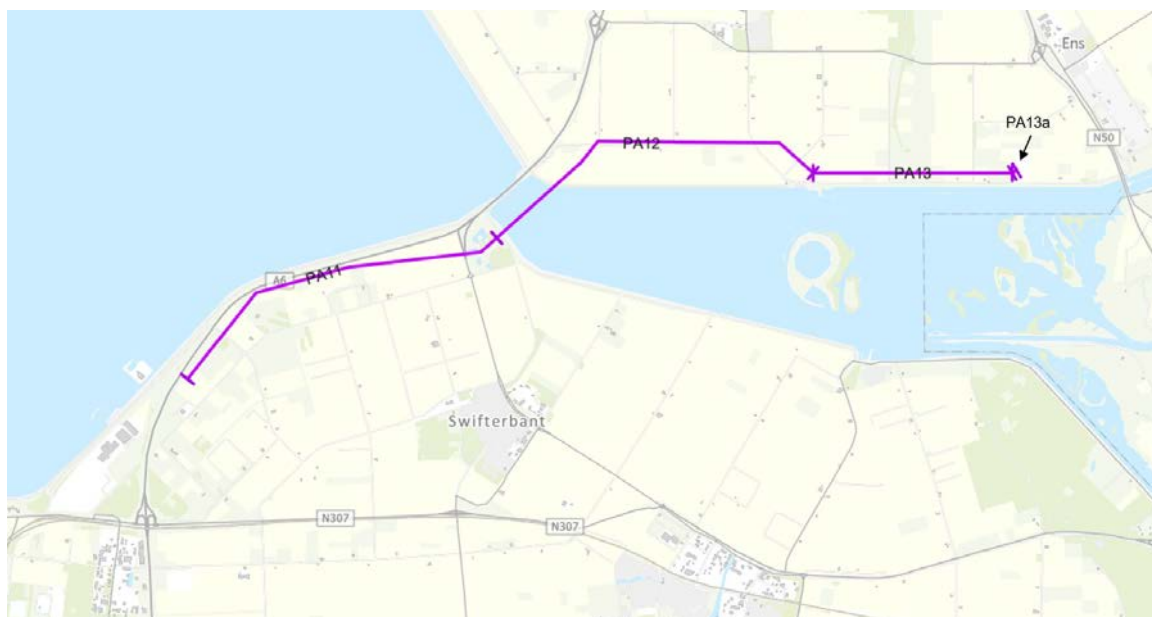 Ens
PA13a
N50
PA12
PA13
A6
PA11
Swifterbant
N307
N307